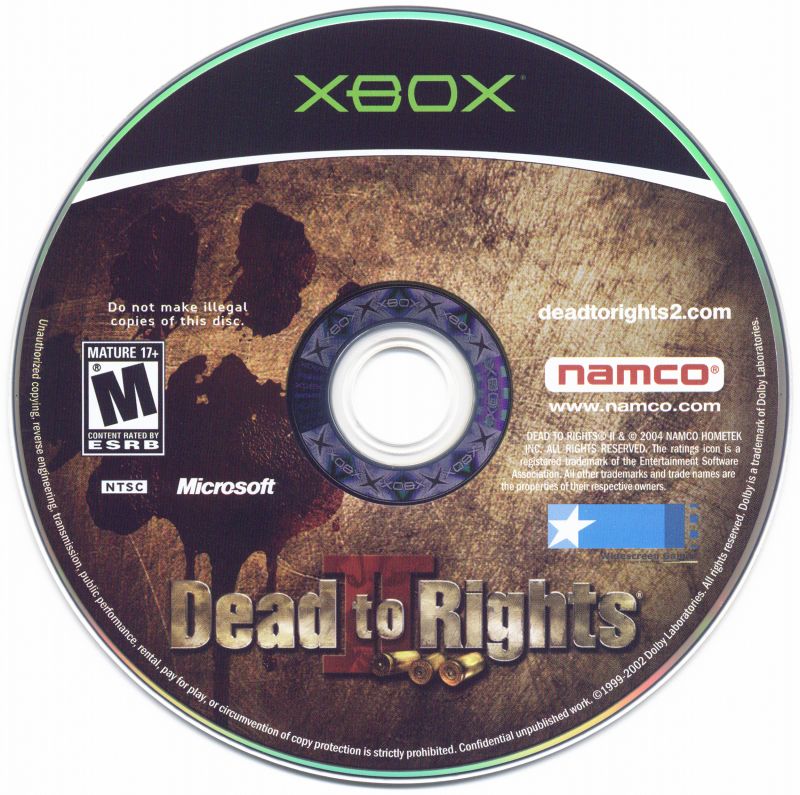 XBOX
Do not make illegal
copies of this disc.
MATURE 17+
M®
CONTENT RATED BY
ESRB
NTSC
Microsoft
deadtorights2.com
namco®
www.namco.com
DEAD TO RIGHTS® II & © 2004 NAMCO HOMETEK
INC. ALL RIGHTS RESERVED. The ratings icon is a
registered trademark of the Entertainment Software
Association. All other trademarks and trade names are
the properties of their respective owners.
Dead to Rights®
II
Unauthorized copying, reverse engineering, transmission, public performance, rental, pay for play, or circumvention of copy protection is strictly prohibited. Confidential unpublished work. ©1999-2002 Dolby Laboratories. All rights reserved. Dolby is a trademark of Dolby Laboratories.
XBOX XBOX XBOX XBOX XBOX